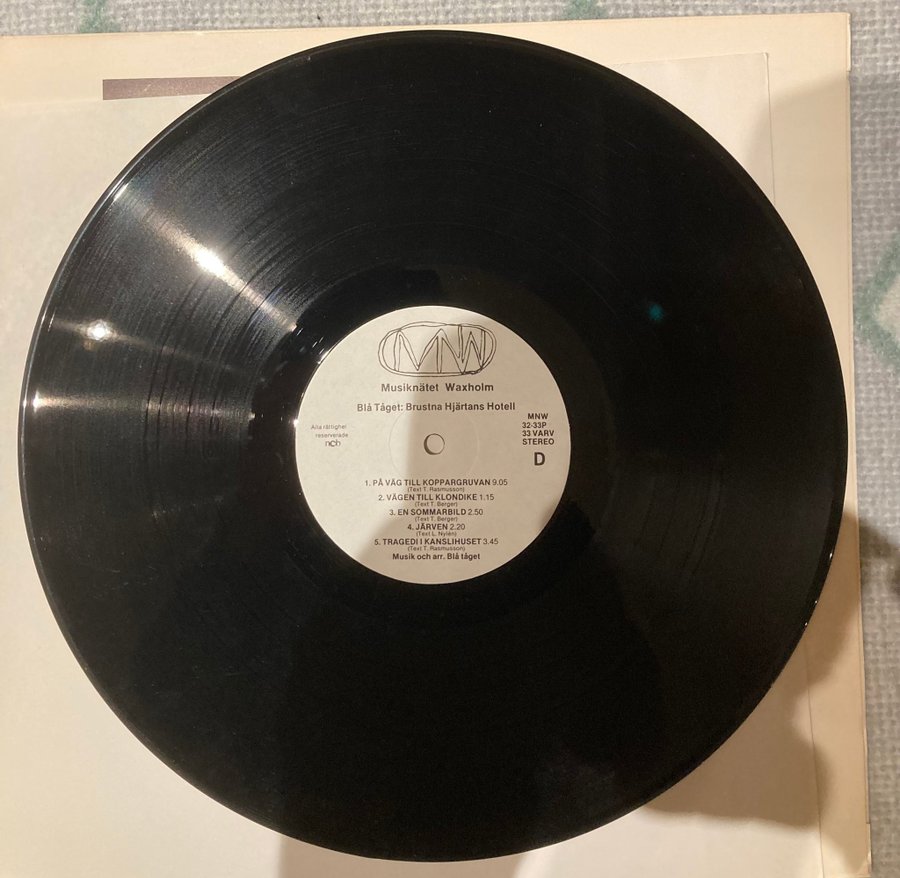 MNW
Musiknätet Waxholm
Blå Tåget: Brustna Hjärtans Hotell
Alla rättigheter
reserverade
ncb
MNW
32-33P
33 VARV
STEREO
D
1. PÅ VÄG TILL KOPPARGRUVAN 9.05
(Text T. Rasmusson)
2. VÄGEN TILL KLONDIKE 1.15
(Text T. Berger)
3. EN SOMMARBILD 2.50
(Text T. Berger)
4. JÄRVEN 2.20
(Text L. Nylén)
5. TRAGEDI I KANSLIHUSET 3.45
(Text T. Rasmusson)
Musik och arr. Blå tåget